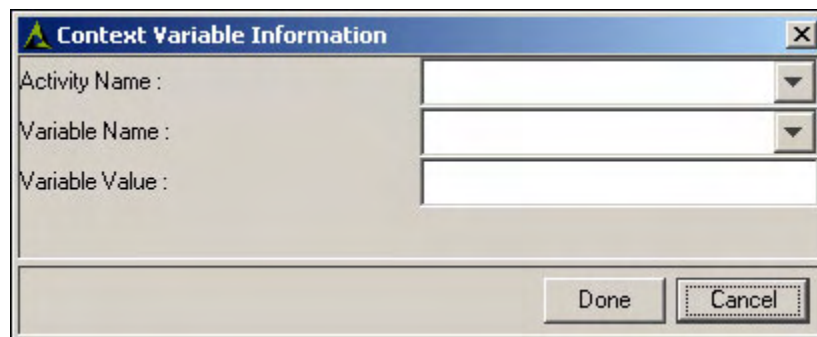 Context Variable Information
Activity Name :
Variable Name :
Variable Value :
Done Cancel